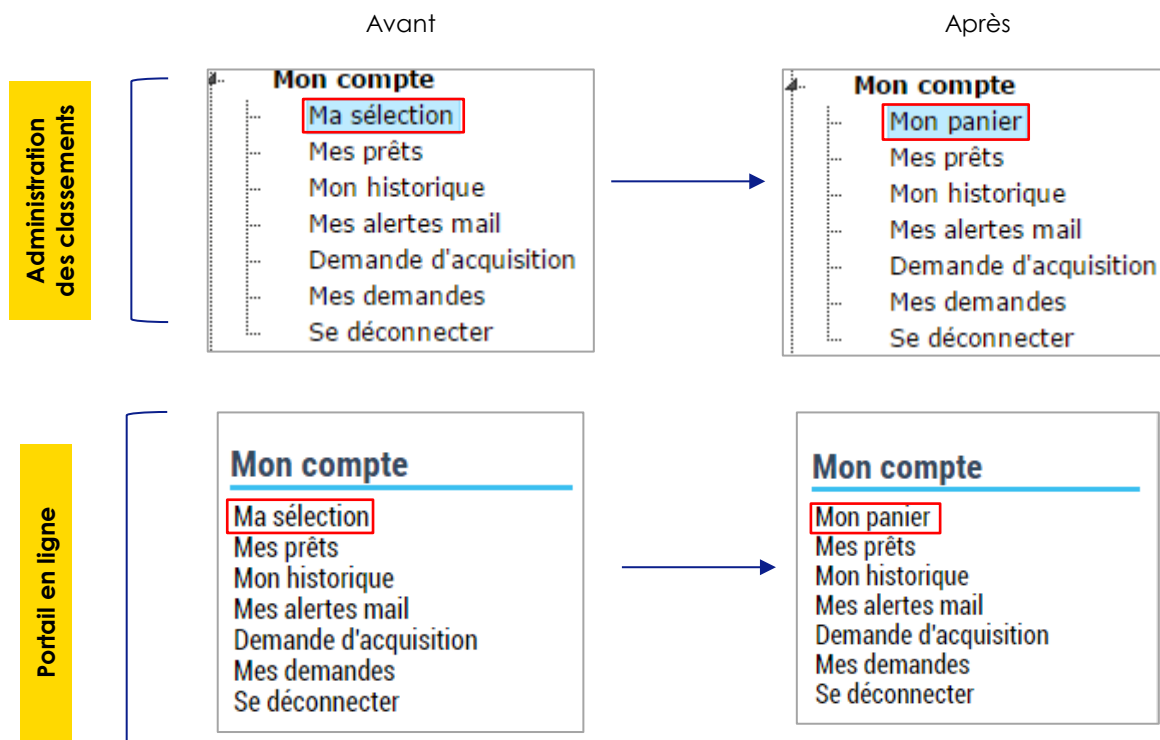 Avant
Après
Administration
des classements
Mon compte
Ma sélection
Mes prêts
Mon historique
Mes alertes mail
Demande d'acquisition
Mes demandes
Se déconnecter
Mon compte
Mon panier
Mes prêts
Mon historique
Mes alertes mail
Demande d'acquisition
Mes demandes
Se déconnecter
Portail en ligne
Mon compte
Ma sélection
Mes prêts
Mon historique
Mes alertes mail
Demande d'acquisition
Mes demandes
Se déconnecter
Mon compte
Mon panier
Mes prêts
Mon historique
Mes alertes mail
Demande d'acquisition
Mes demandes
Se déconnecter